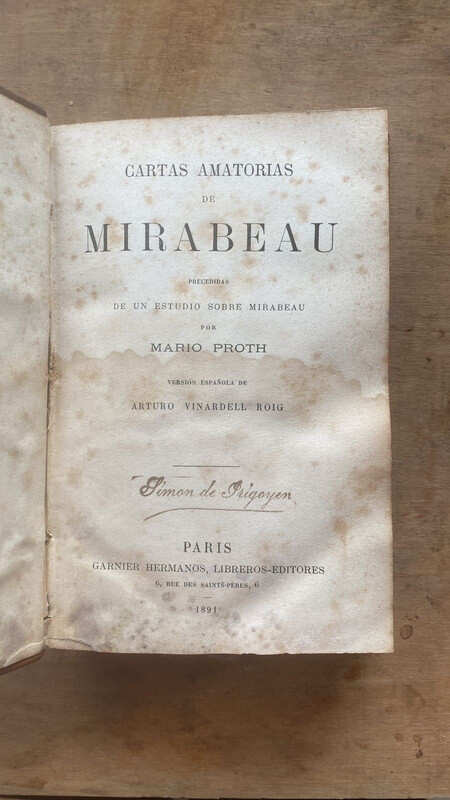 CARTAS AMATORIAS
DE
MIRABEAU
PRECEDIDAS
DE UN ESTUDIO SOBRE MIRABEAU
POR
MARIO PROTH
VERSIÓN ESPAÑOLA DE
ARTURO VINARDELL ROIG
Simon de Irigoyen
PARIS
GARNIER HERMANOS, LIBREROS-EDITORES
6, RUE DES SAINTS-PÈRES, 6
1891